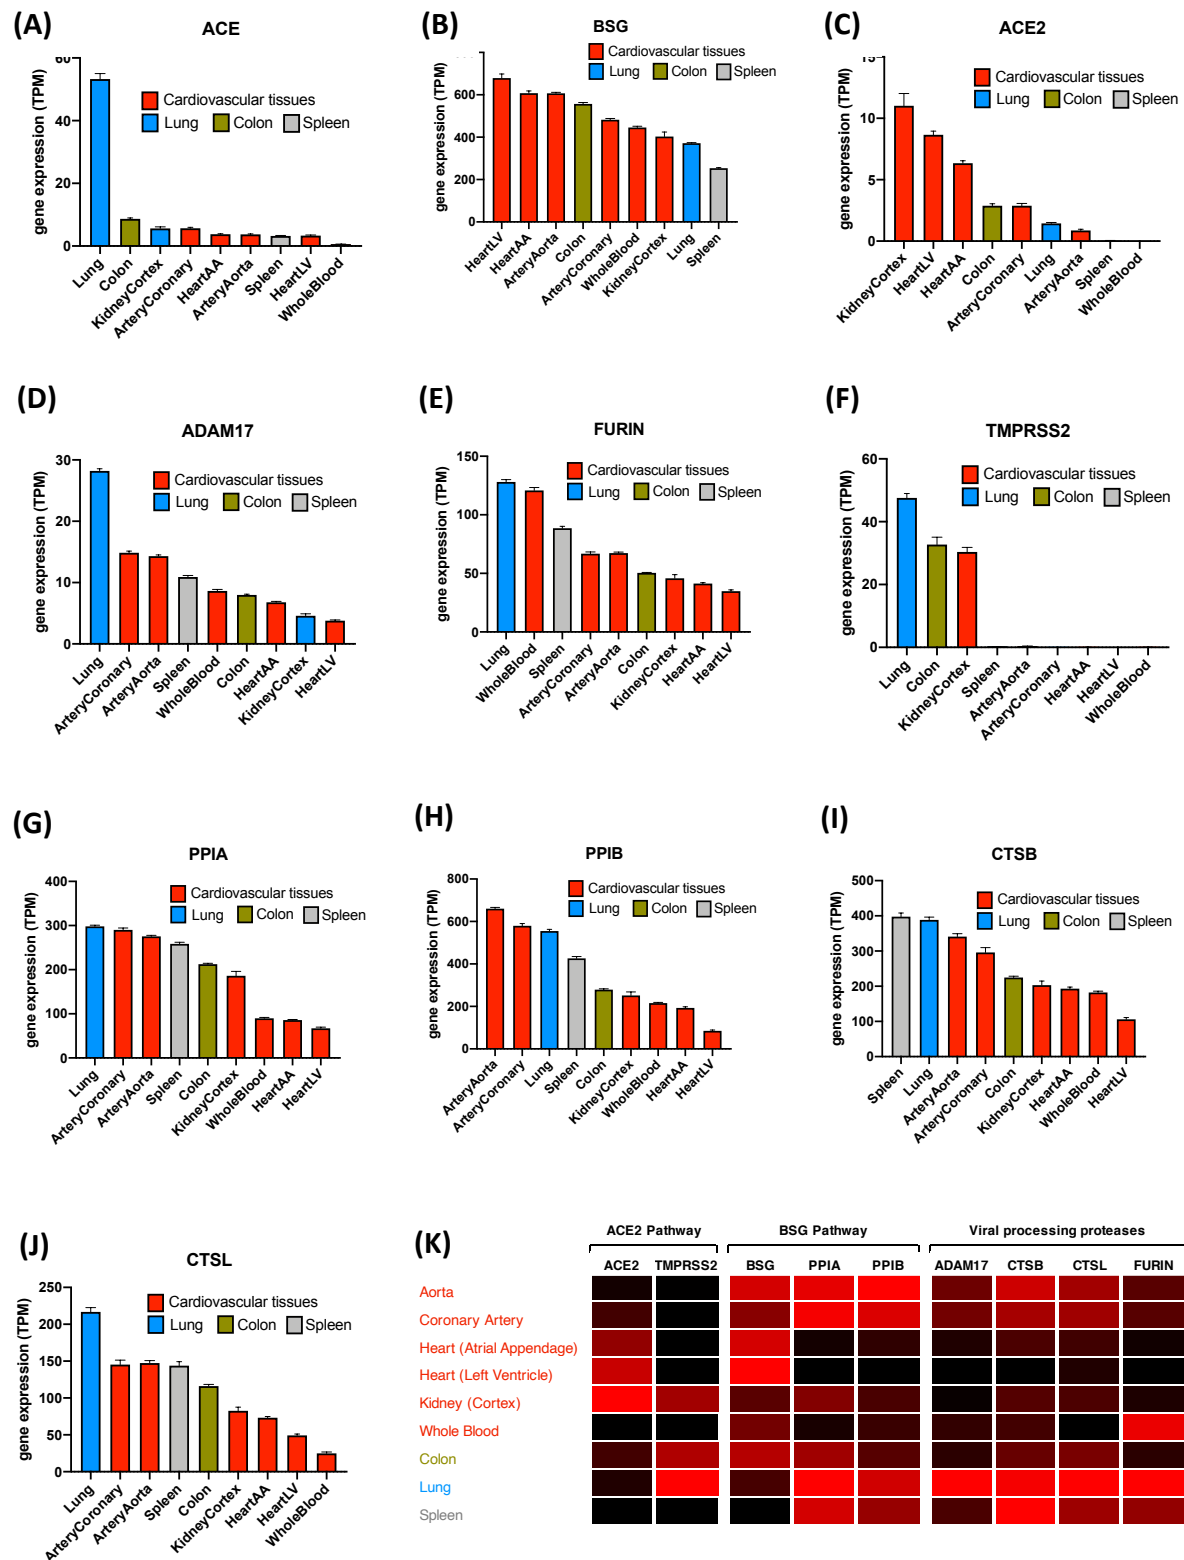 (A)
ACE
gene expression (TPM)
60
40
20
0
Cardiovascular tissues
Lung Colon Spleen
Lung
Colon
KidneyCortex
ArteryCoronary
HeartAA
ArteryAorta
Spleen
HeartLV
WholeBlood
(B)
BSG
gene expression (TPM)
600
400
200
0
Cardiovascular tissues
Lung Colon Spleen
HeartLV
HeartAA
ArteryAorta
Colon
ArteryCoronary
WholeBlood
KidneyCortex
Lung
Spleen
(C)
ACE2
gene expression (TPM)
15
10
5
0
Cardiovascular tissues
Lung Colon Spleen
KidneyCortex
HeartLV
HeartAA
Colon
ArteryCoronary
Lung
ArteryAorta
Spleen
WholeBlood
(D)
ADAM17
gene expression (TPM)
30
20
10
0
Cardiovascular tissues
Lung Colon Spleen
Lung
ArteryCoronary
ArteryAorta
Spleen
WholeBlood
Colon
HeartAA
KidneyCortex
HeartLV
(E)
FURIN
gene expression (TPM)
150
100
50
0
Cardiovascular tissues
Lung Colon Spleen
Lung
WholeBlood
Spleen
ArteryCoronary
ArteryAorta
Colon
KidneyCortex
HeartAA
HeartLV
(F)
TMPRSS2
gene expression (TPM)
60
40
20
0
Cardiovascular tissues
Lung Colon Spleen
Lung
Colon
KidneyCortex
Spleen
ArteryAorta
ArteryCoronary
HeartAA
HeartLV
WholeBlood
(G)
PPIA
gene expression (TPM)
400
300
200
100
0
Cardiovascular tissues
Lung Colon Spleen
Lung
ArteryCoronary
ArteryAorta
Spleen
Colon
KidneyCortex
WholeBlood
HeartAA
HeartLV
(H)
PPIB
gene expression (TPM)
800
600
400
200
0
Cardiovascular tissues
Lung Colon Spleen
ArteryAorta
ArteryCoronary
Lung
Spleen
Colon
KidneyCortex
WholeBlood
HeartAA
HeartLV
(I)
CTSB
gene expression (TPM)
500
400
300
200
100
0
Cardiovascular tissues
Lung Colon Spleen
Spleen
Lung
ArteryAorta
ArteryCoronary
Colon
KidneyCortex
HeartAA
WholeBlood
HeartLV
(J)
CTSL
gene expression (TPM)
250
200
150
100
50
0
Cardiovascular tissues
Lung Colon Spleen
Lung
ArteryCoronary
ArteryAorta
Spleen
Colon
KidneyCortex
HeartAA
HeartLV
WholeBlood
(K)
ACE2 Pathway BSG Pathway Viral processing proteases
ACE2 TMPRSS2 BSG PPIA PPIB ADAM17 CTSB CTSL FURIN
Aorta
Coronary Artery
Heart (Atrial Appendage)
Heart (Left Ventricle)
Kidney (Cortex)
Whole Blood
Colon
Lung
Spleen